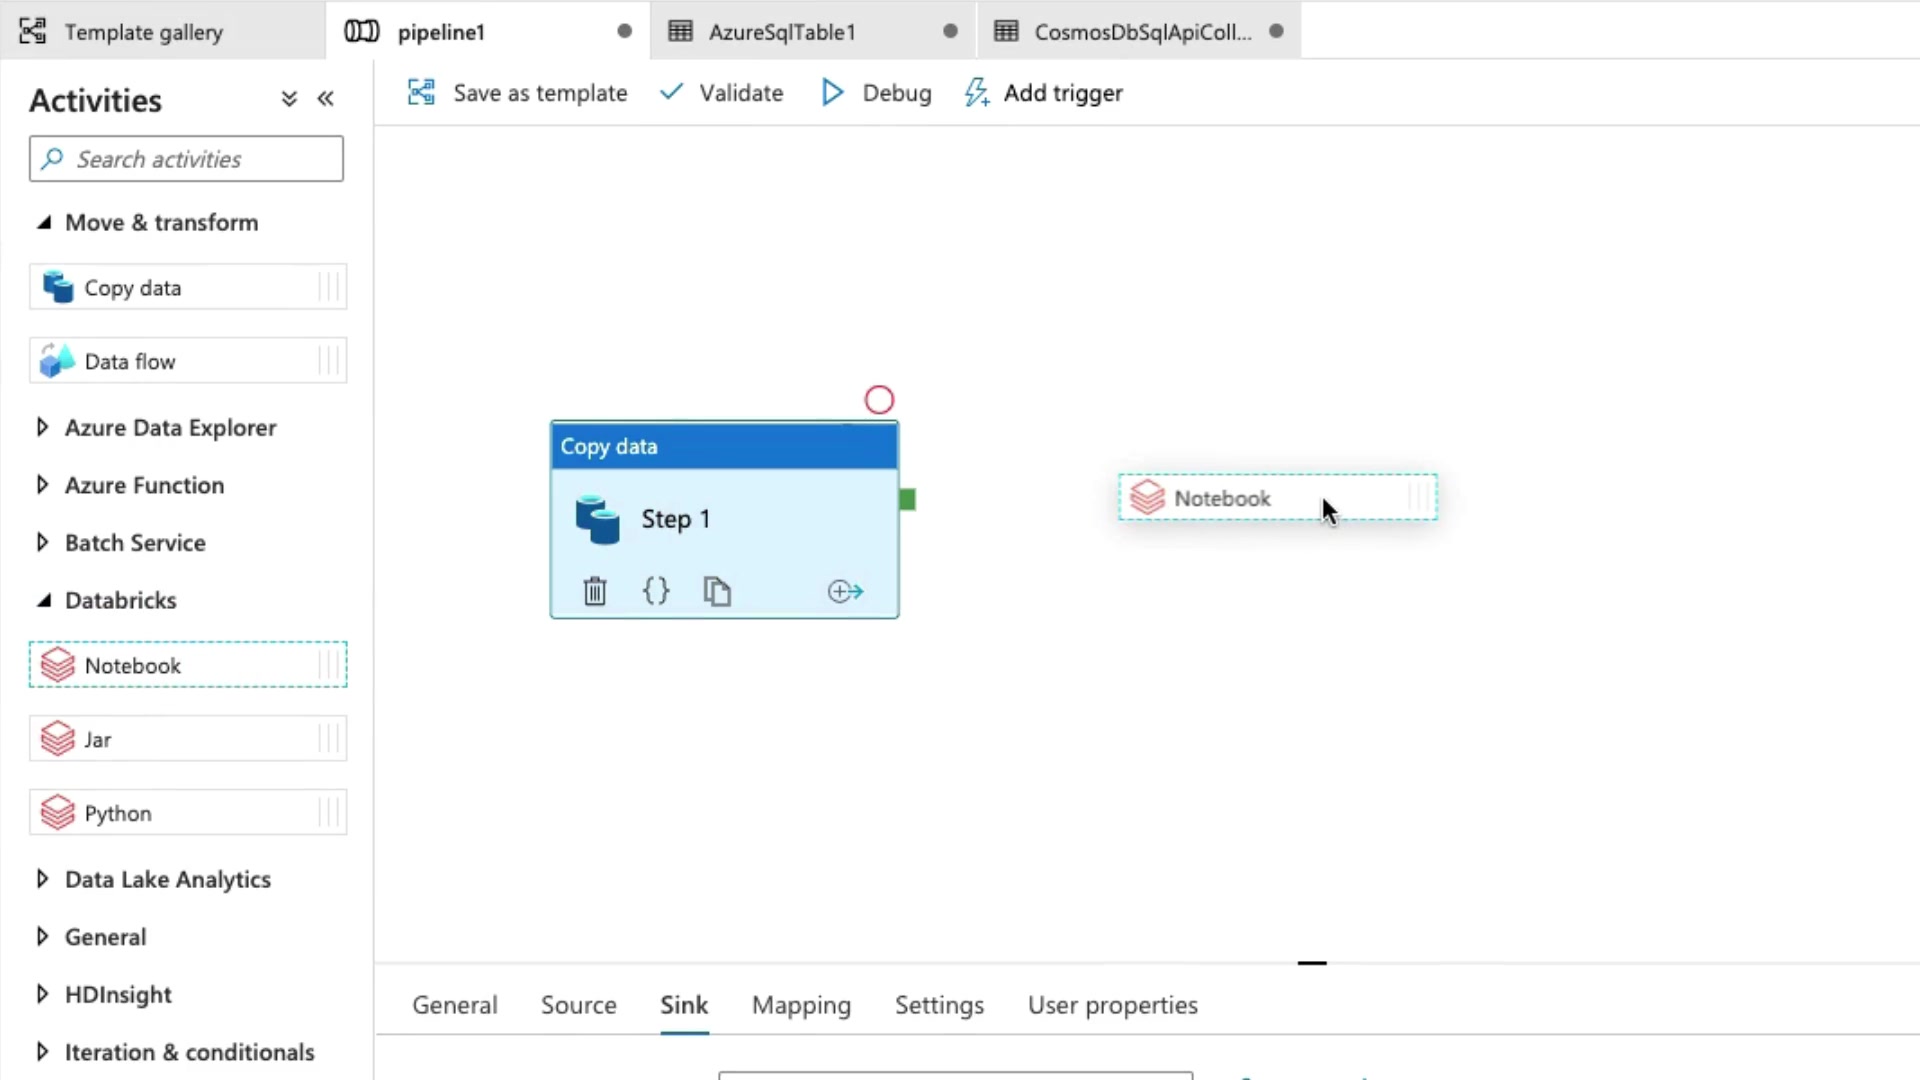 Template gallery
pipeline1
AzureSqlTable1
CosmosDbSqlApiColl...
Activities
Save as template
Validate
Debug
Add trigger
Search activities
Move & transform
Copy data
Data flow
Azure Data Explorer
Azure Function
Batch Service
Databricks
Notebook
Jar
Python
Data Lake Analytics
General
HDInsight
Iteration & conditionals
Copy data
Step 1
Notebook
General
Source
Sink
Mapping
Settings
User properties